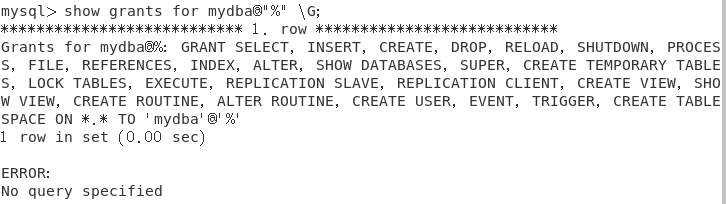 mysql> show grants for mydba@"%" \G;
*************************** 1. row ***************************
Grants for mydba@%: GRANT SELECT, INSERT, CREATE, DROP, RELOAD, SHUTDOWN, PROCES
S, FILE, REFERENCES, INDEX, ALTER, SHOW DATABASES, SUPER, CREATE TEMPORARY TABLE
S, LOCK TABLES, EXECUTE, REPLICATION SLAVE, REPLICATION CLIENT, CREATE VIEW, SHO
W VIEW, CREATE ROUTINE, ALTER ROUTINE, CREATE USER, EVENT, TRIGGER, CREATE TABLE
SPACE ON *.* TO 'mydba'@'%'
1 row in set (0.00 sec)

ERROR:
No query specified